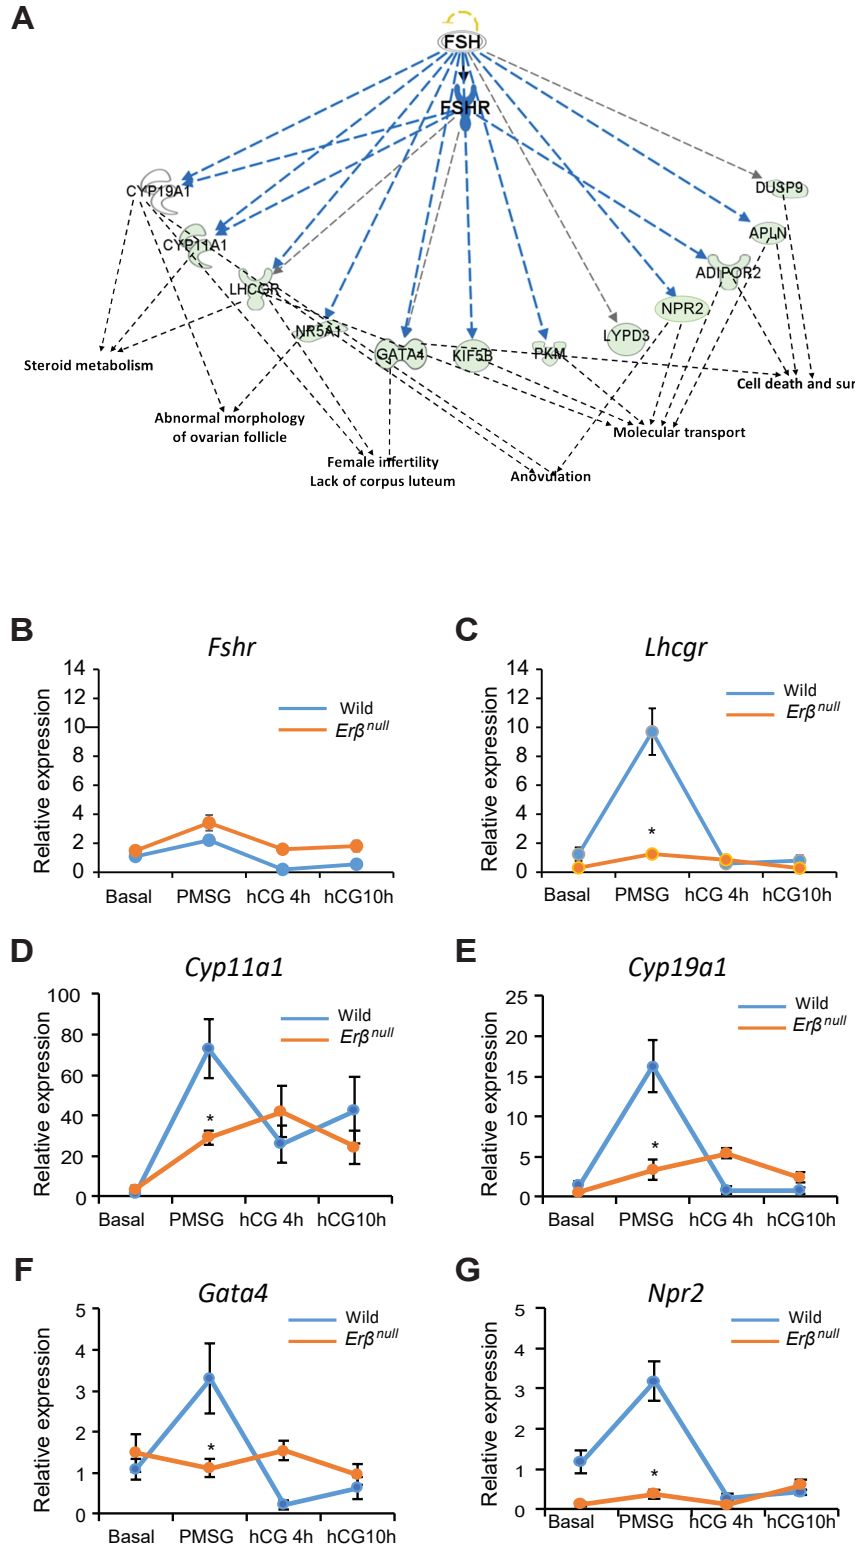 A
FSH
FSHR
CYP19A1
DUSP9
CYP11A1
APLN
LHCGR
ADIPOR2
NPR2
NR5A1
GATA4
KIF5B
PKM
LYPD3
Steroid metabolism
Cell death and sur
Abnormal morphology
of ovarian follicle
Molecular transport
Female infertility
Lack of corpus luteum
Anovulation
B
Fshr
Relative expression
14
12
10
8
6
4
2
0
Wild
Erβnull
Basal PMSG hCG 4h hCG10h
C
Lhcgr
Relative expression
14
12
10
8
6
4
2
0
Wild
Erβnull
*
Basal PMSG hCG 4h hCG10h
D
Cyp11a1
Relative expression
100
80
60
40
20
0
Wild
Erβnull
*
Basal PMSG hCG 4h hCG10h
E
Cyp19a1
Relative expression
25
20
15
10
5
0
Wild
Erβnull
*
Basal PMSG hCG 4h hCG10h
F
Gata4
Relative expression
5
4
3
2
1
0
Wild
Erβnull
*
Basal PMSG hCG 4h hCG10h
G
Npr2
Relative expression
5
4
3
2
1
0
Wild
Erβnull
*
Basal PMSG hCG 4h hCG10h